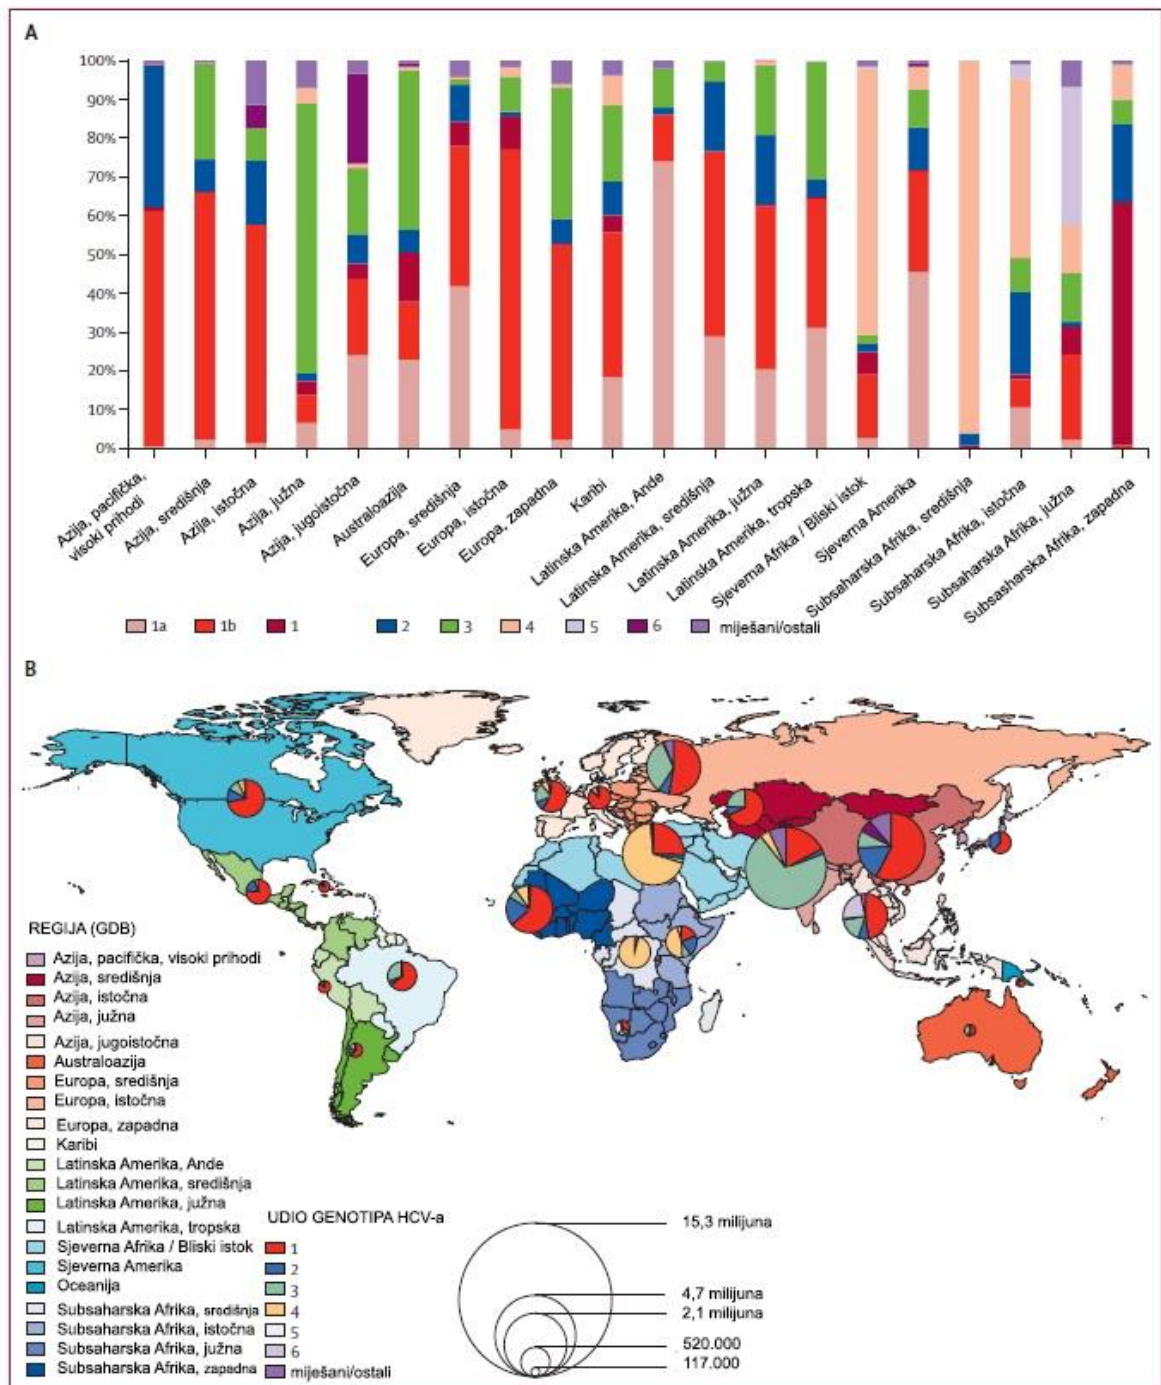 A
100%
90%
80%
70%
60%
50%
40%
30%
20%
10%
0%
Azija, pacifička,
visoki prihodi
Azija, središnja
Azija, istočna
Azija, južna
Azija, jugoistočna
Australoazija
Europa, središnja
Europa, istočna
Europa, zapadna
Karibi
Latinska Amerika, Ande
Latinska Amerika, središnja
Latinska Amerika, južna
Latinska Amerika, tropska
Sjeverna Afrika / Bliski istok
Sjeverna Amerika
Subsaharska Afrika, središnja
Subsaharska Afrika, istočna
Subsaharska Afrika, južna
Subsasharska Afrika, zapadna
1a 1b 1 2 3 4 5 6 miješani/ostali
B
REGIJA (GDB)
Azija, pacifička, visoki prihodi
Azija, središnja
Azija, istočna
Azija, južna
Azija, jugoistočna
Australoazija
Europa, središnja
Europa, istočna
Europa, zapadna
Karibi
Latinska Amerika, Ande
Latinska Amerika, središnja
Latinska Amerika, južna
Latinska Amerika, tropska
Sjeverna Afrika / Bliski istok
Sjeverna Amerika
Oceanija
Subsaharska Afrika, središnja
Subsaharska Afrika, istočna
Subsaharska Afrika, južna
Subsaharska Afrika, zapadna
UDIO GENOTIPA HCV-a
1
2
3
4
5
6
miješani/ostali
15,3 milijuna
4,7 milijuna
2,1 milijuna
520.000
117.000